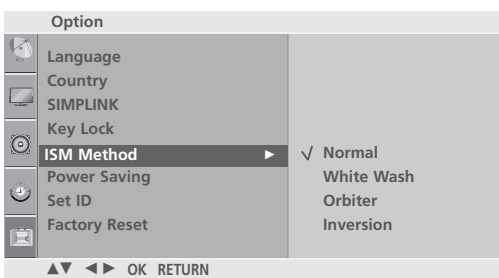 Option
Language
Country
SIMPLINK
Key Lock
ISM Method ► √ Normal
Power Saving White Wash
Set ID Orbiter
Factory Reset Inversion
▲▼ ◄► OK RETURN